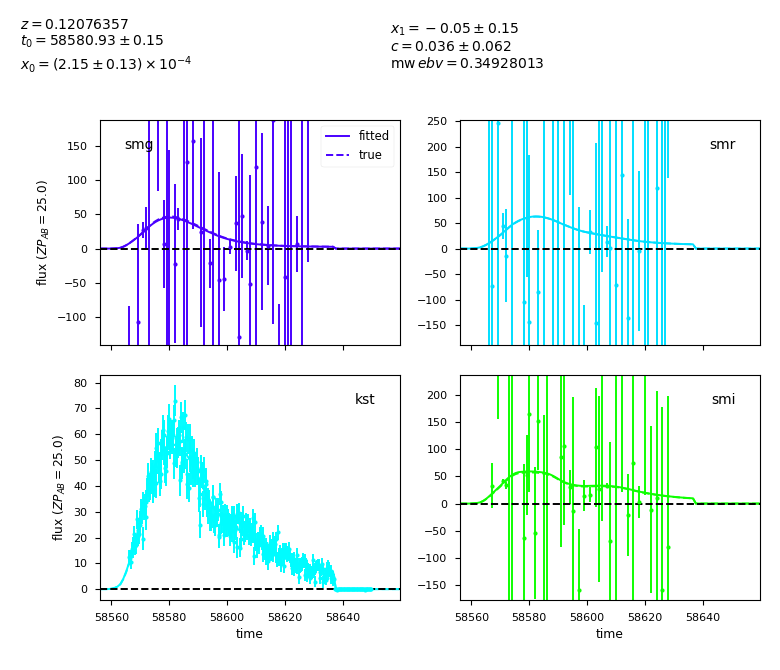 z = 0.12076357
t₀ = 58580.93 ± 0.15
x₀ = (2.15 ± 0.13) × 10⁻⁴
x₁ = −0.05 ± 0.15
c = 0.036 ± 0.062
mw ebv = 0.34928013
smg
fitted
true
150
100
50
0
−50
−100
flux (ZP_AB = 25.0)
smr
250
200
150
100
50
0
−50
−100
−150
kst
80
70
60
50
40
30
20
10
0
flux (ZP_AB = 25.0)
58560 58580 58600 58620 58640
time
smi
200
150
100
50
0
−50
−100
−150
58560 58580 58600 58620 58640
time